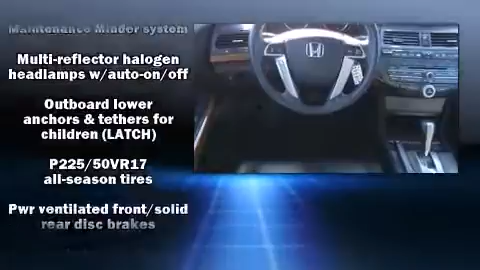 Maintenance Minder system
Multi-reflector halogen
headlamps w/auto-on/off
Outboard lower
anchors & tethers for
children (LATCH)
P225/50VR17
all-season tires
Pwr ventilated front/solid
rear disc brakes